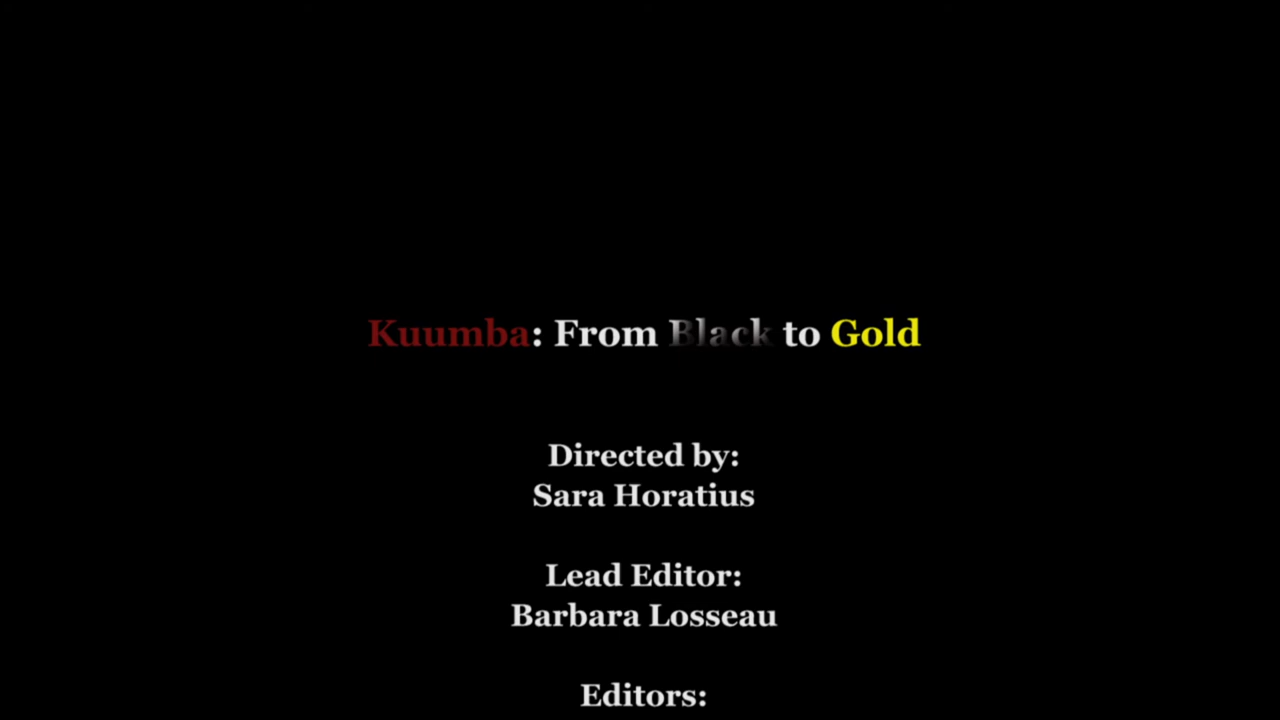 Kuumba: From Black to Gold
Directed by:
Sara Horatius
Lead Editor:
Barbara Losseau
Editors: